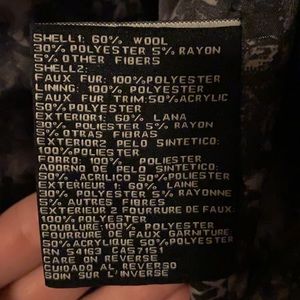 SHELL1: 60% WOOL
30% POLYESTER 5% RAYON
5% OTHER FIBERS
SHELL2:
FAUX FUR: 100%POLYESTER
LINING: 100% POLYESTER
FAUX FUR TRIM:50%ACRYLIC
50% POLYESTER
EXTERIOR1: 60% LANA
30% POLIESTER 5% RAYON
5% OTRAS FIBRAS
EXTERIOR2 PELO SINTETICO:
100%POLIESTER
FORRO: 100% POLIESTER
ADORNO DE PELO SINTETICO:
50% ACRILICO 50%POLIESTER
EXTERIEUR 1: 60% LAINE
30% POLYESTER 5% RAYONNE
5% AUTRES FIBRES
EXTERIEUR 2 FOURRURE DE FAUX:
100%POLYESTER
DOUBLURE:100% POLYESTER
FOURRURE DE FAUX GARNITURE
50% ACRYLIQUE 50%POLYESTER
RN 54163 CA57151
CARE ON REVERSE
CUIDADO AL REVERSO
SOIN SUR L'INVERSE